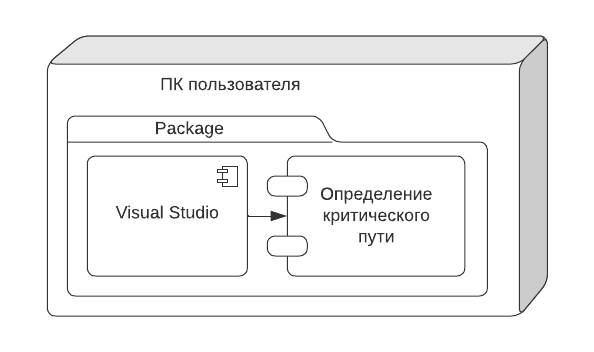 ПК пользователя
Package
Visual Studio
Определение
критического
пути